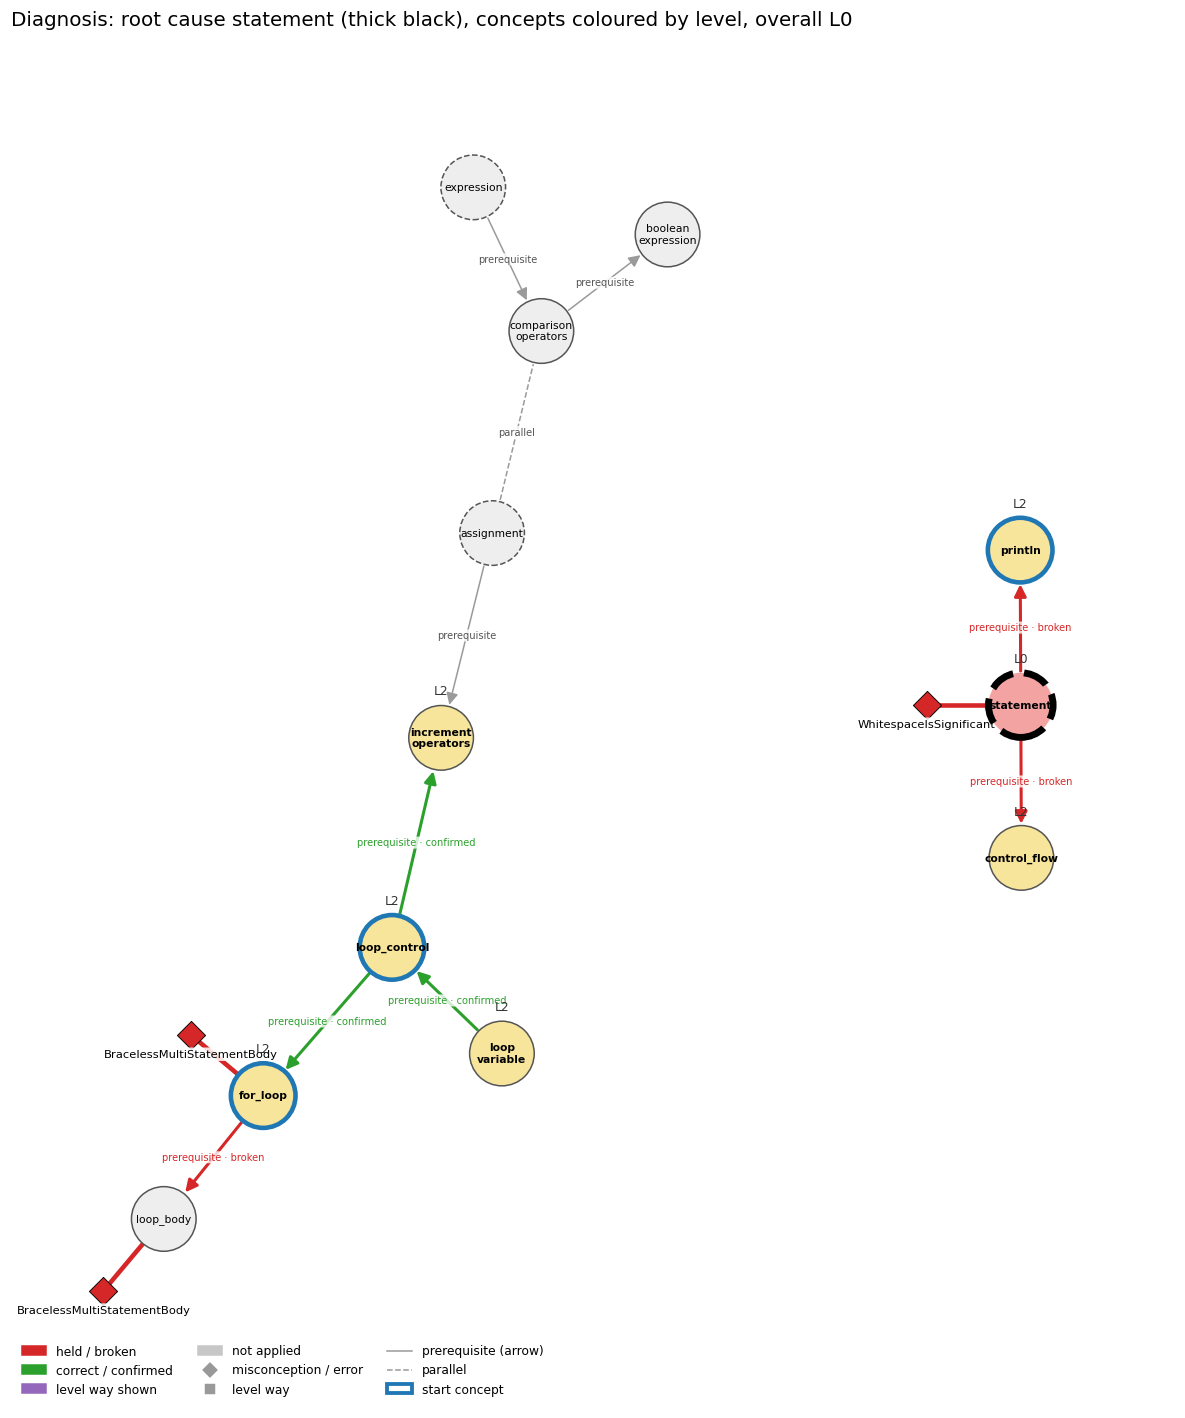 Diagnosis: root cause statement (thick black), concepts coloured by level, overall L0
expression
boolean
expression
prerequisite
prerequisite
comparison
operators
parallel
L2
assignment
println
prerequisite · broken
prerequisite
L0
L2
statement
WhitespaceIsSignificant
increment
operators
prerequisite · broken
L2
prerequisite · confirmed
control_flow
L2
loop_control
prerequisite · confirmed
L2
prerequisite · confirmed
BracelessMultiStatementBody
L2
loop
variable
for_loop
prerequisite · broken
loop_body
BracelessMultiStatementBody
held / broken
correct / confirmed
level way shown
not applied
misconception / error
level way
prerequisite (arrow)
parallel
start concept